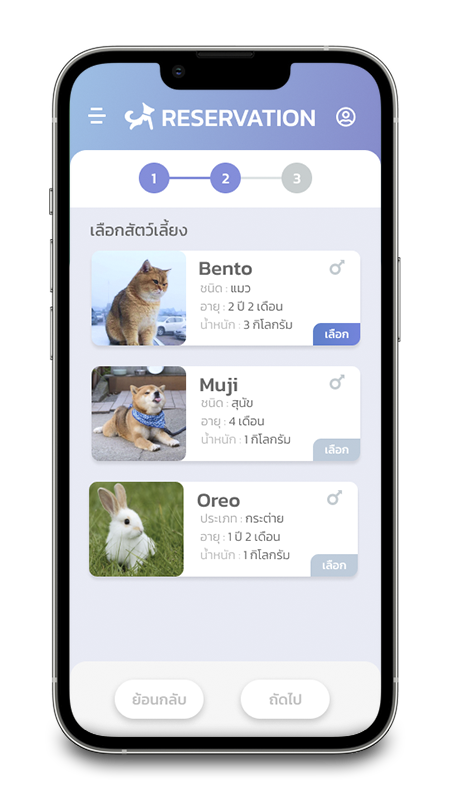 RESERVATION
1 2 3
เลือกสัตว์เลี้ยง
Bento
ชนิด : แมว
อายุ : 2 ปี 2 เดือน
น้ำหนัก : 3 กิโลกรัม
เลือก
Muji
ชนิด : สุนัข
อายุ : 4 เดือน
น้ำหนัก : 1 กิโลกรัม
เลือก
Oreo
ประเภท : กระต่าย
อายุ : 1 ปี 2 เดือน
น้ำหนัก : 1 กิโลกรัม
เลือก
ย้อนกลับ ถัดไป